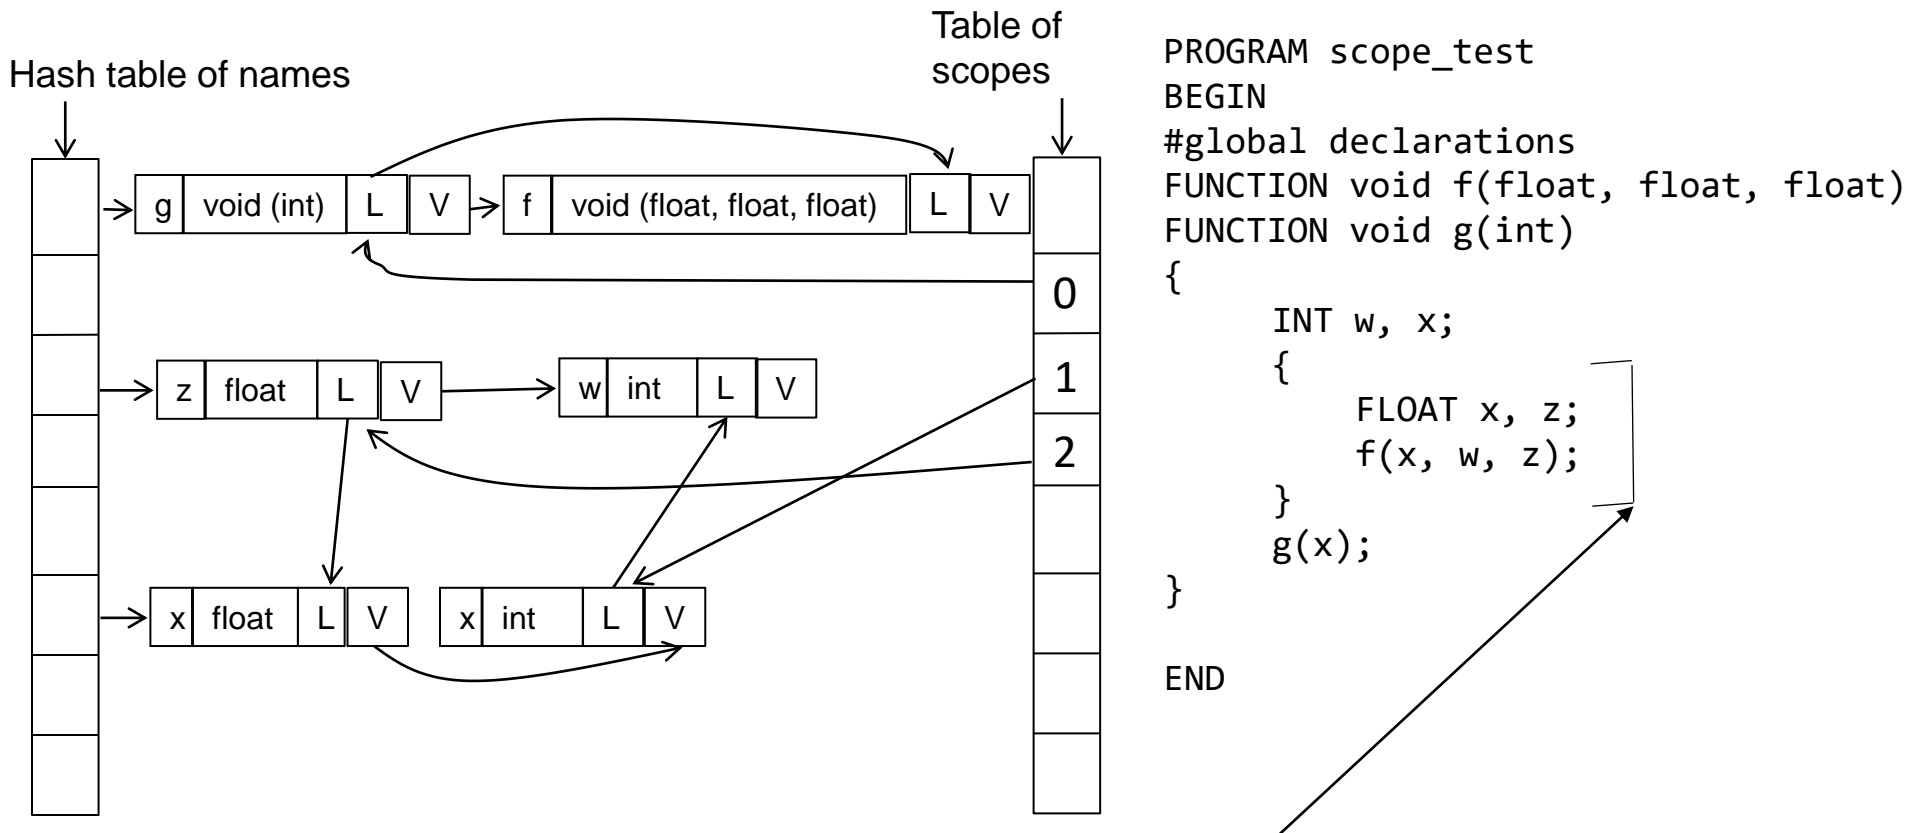 Hash table of names
Table of
scopes
g void (int) L V f void (float, float, float) L V
0
z float L V w int L V
1
2
x float L V x int L V
PROGRAM scope_test
BEGIN
#global declarations
FUNCTION void f(float, float, float)
FUNCTION void g(int)
{
INT w, x;
{
FLOAT x, z;
f(x, w, z);
}
g(x);
}
END